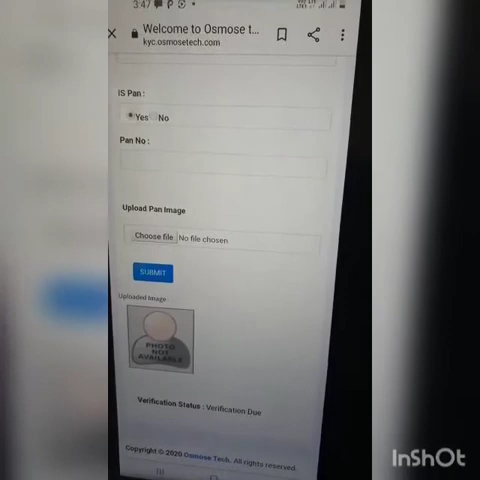 3:47
Welcome to Osmose t...
kyc.osmosetech.com
IS Pan :
Yes No
Pan No :
Upload Pan Image
Choose file No file chosen
SUBMIT
Uploaded Image
PHOTO
NOT
AVAILABLE
Verification Status : Verification Due
Copyright © 2020 Osmose Tech. All rights reserved.
InShOt